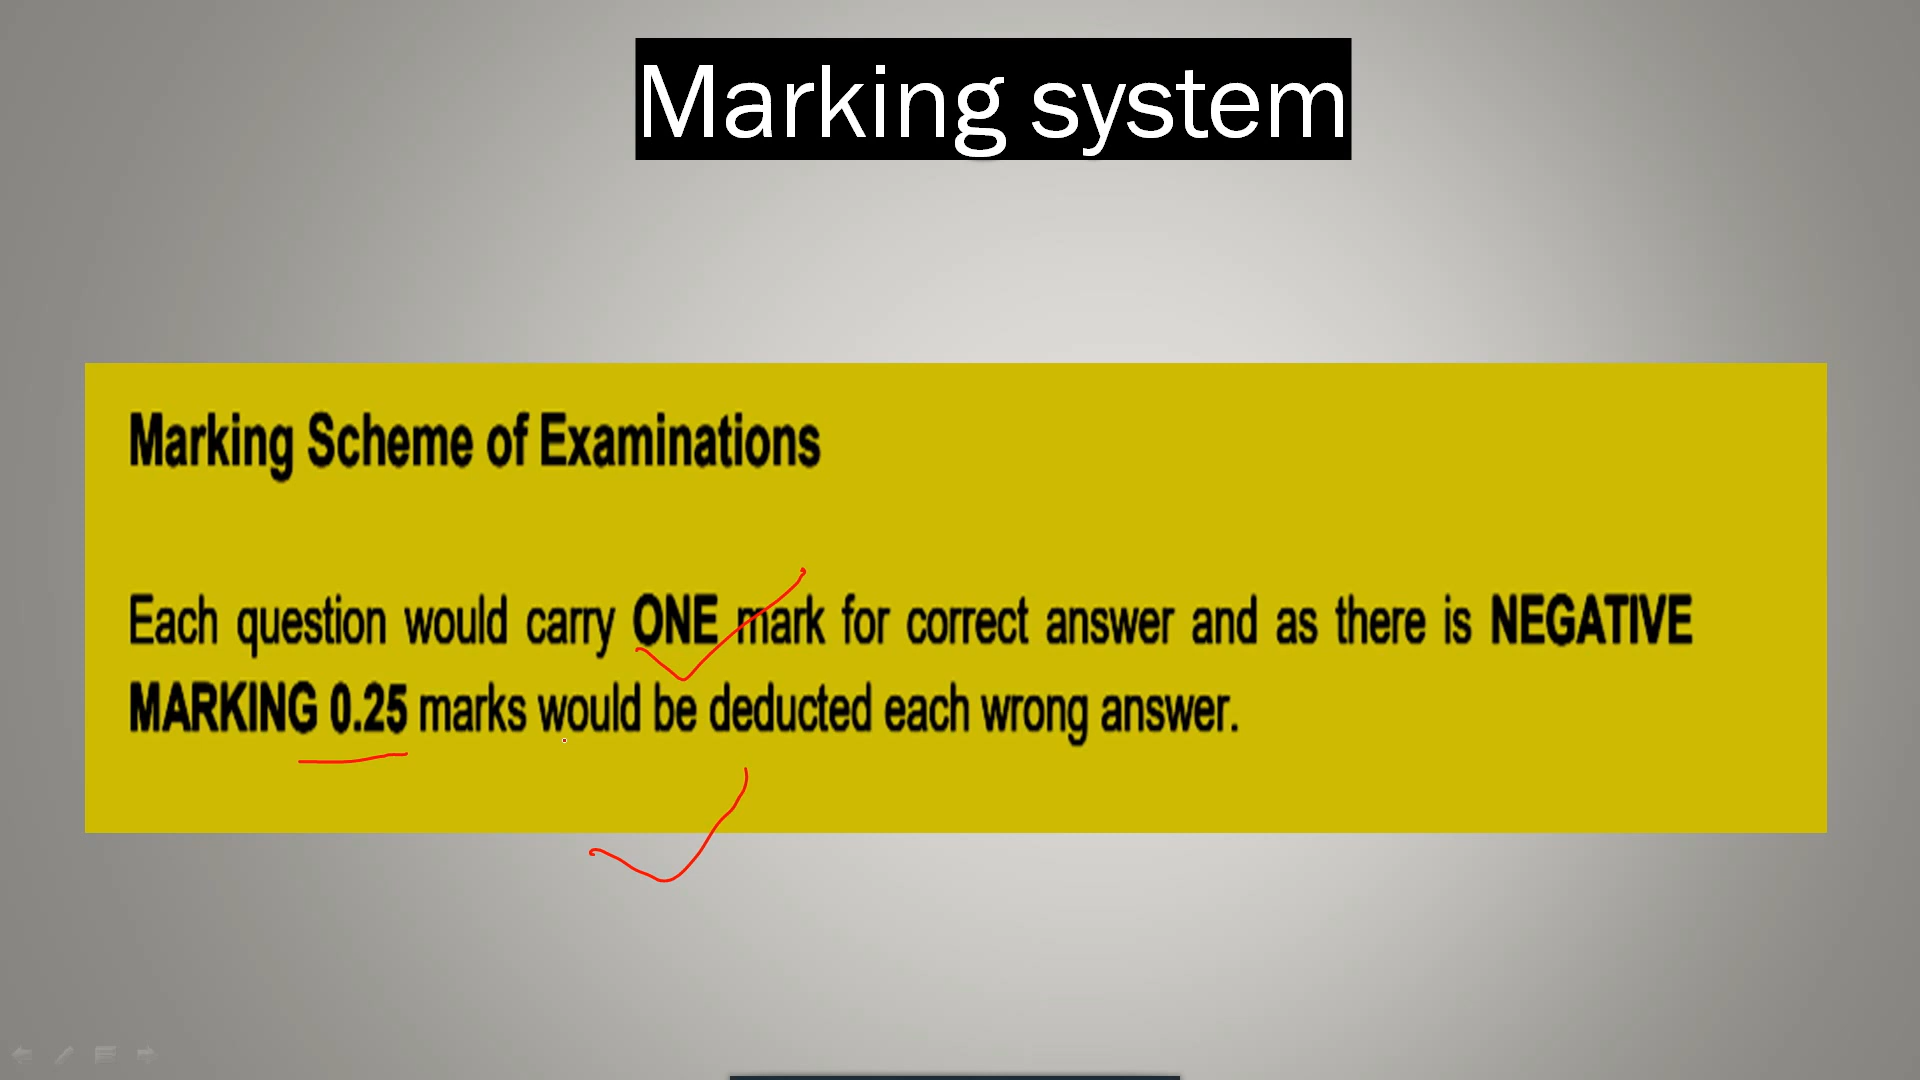 Marking system
Marking Scheme of Examinations
Each question would carry ONE mark for correct answer and as there is NEGATIVE
MARKING 0.25 marks would be deducted each wrong answer.